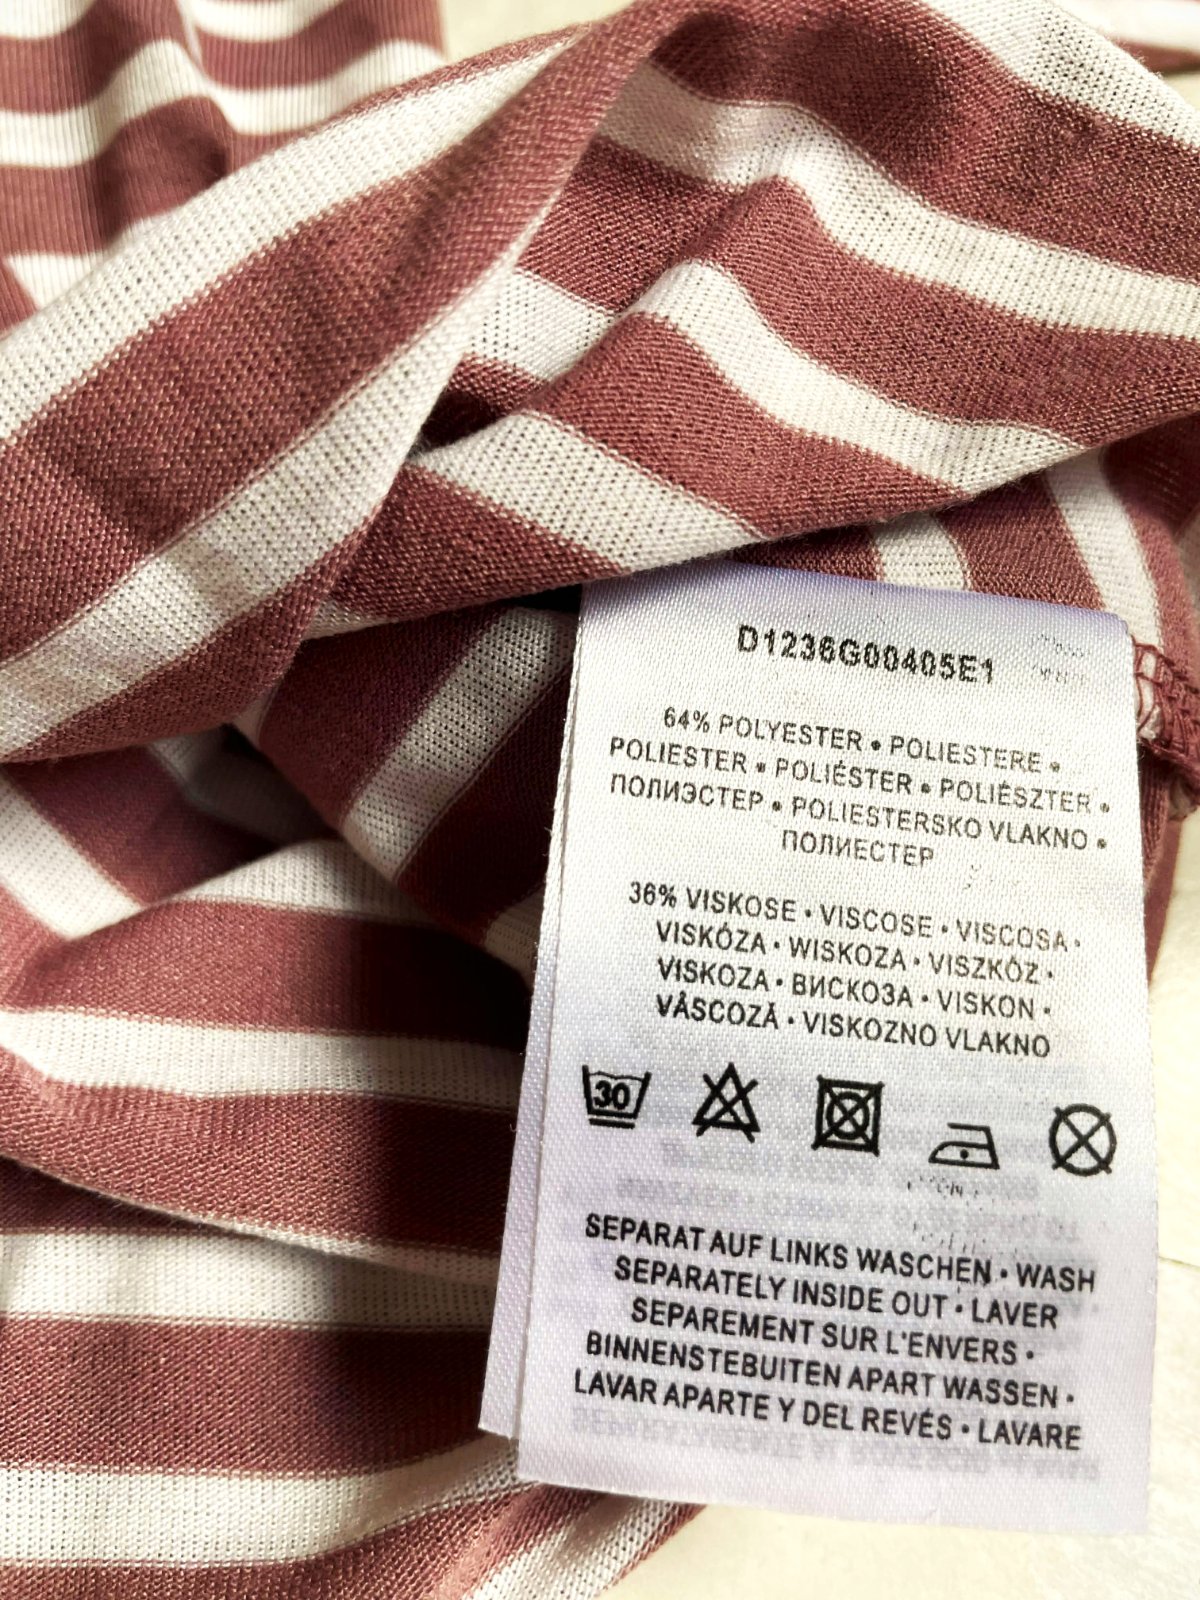 D1236G00405E1
64% POLYESTER • POLIESTERE •
POLIESTER • POLIÉSTER • POLIÉSZTER •
ПОЛИЭСТЕР • POLIESTERSKO VLAKNO •
ПОЛИЕСТЕР
36% VISKOSE • VISCOSE • VISCOSA •
VISKÓZA • WISKOZA • VISZKÓZ •
VISKOZA • ВИСКОЗА • VISKON •
VÂSCOZĂ • VISKOZNO VLAKNO
30
SEPARAT AUF LINKS WASCHEN • WASH
SEPARATELY INSIDE OUT • LAVER
SEPAREMENT SUR L'ENVERS •
BINNENSTEBUITEN APART WASSEN •
LAVAR APARTE Y DEL REVÉS • LAVARE